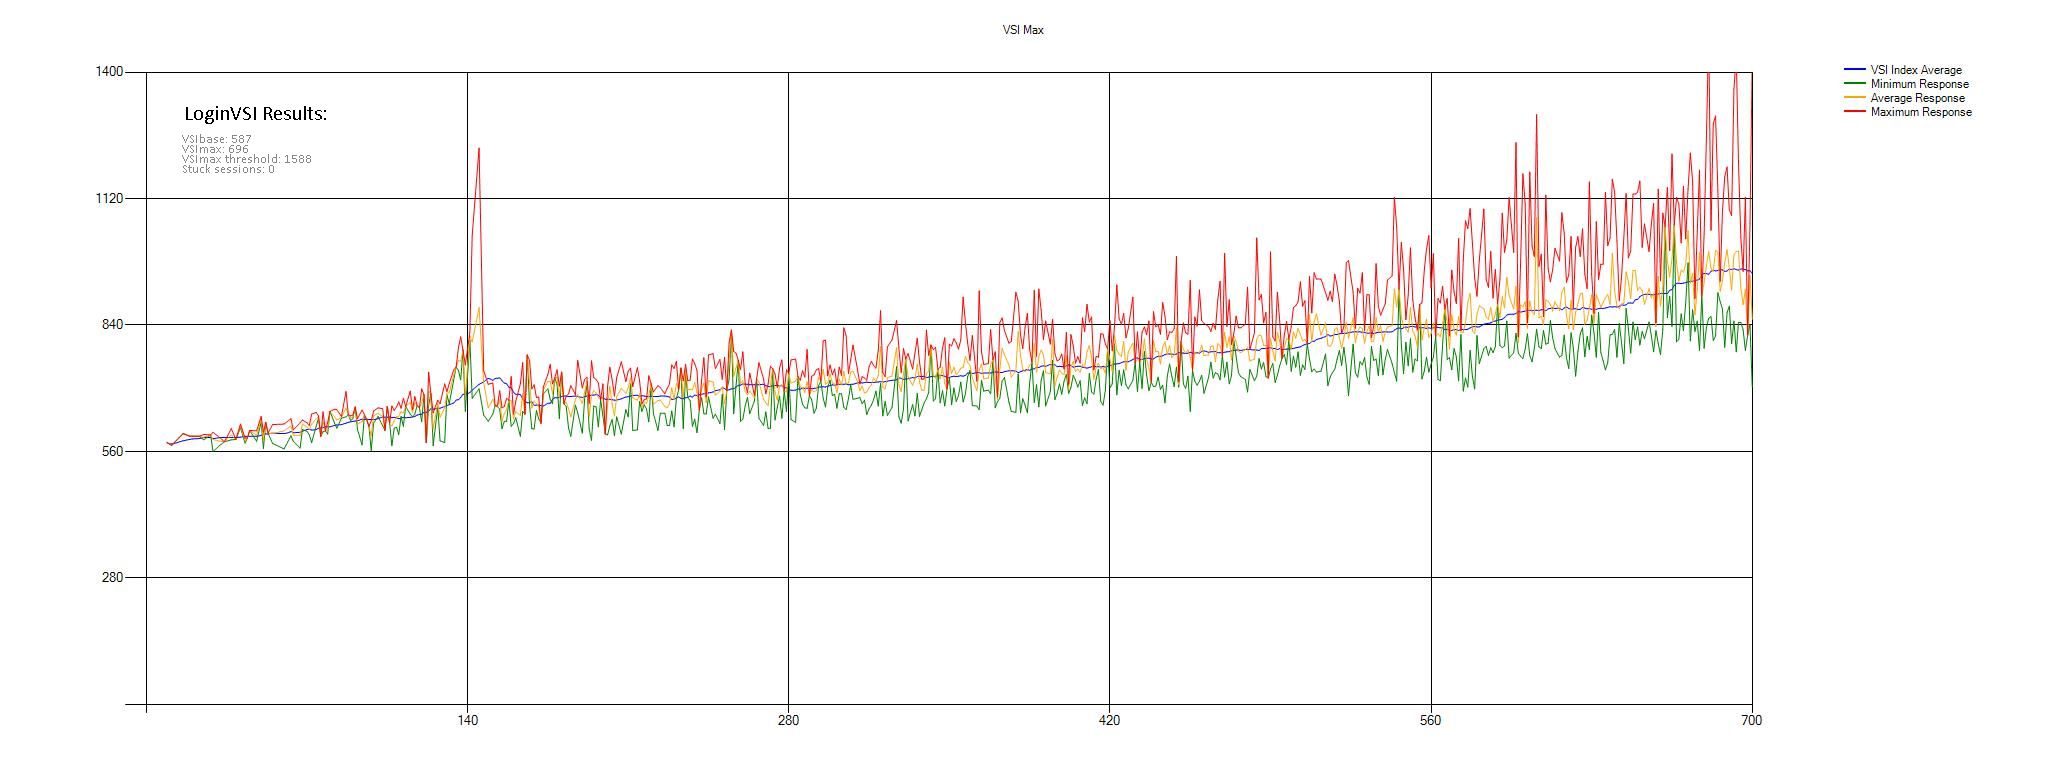 VSI Max
1400
1120
840
560
280
LoginVSI Results:
VSIbase: 587
VSImax: 696
VSImax threshold: 1588
Stuck sessions: 0
140
280
420
560
700
VSI Index Average
Minimum Response
Average Response
Maximum Response